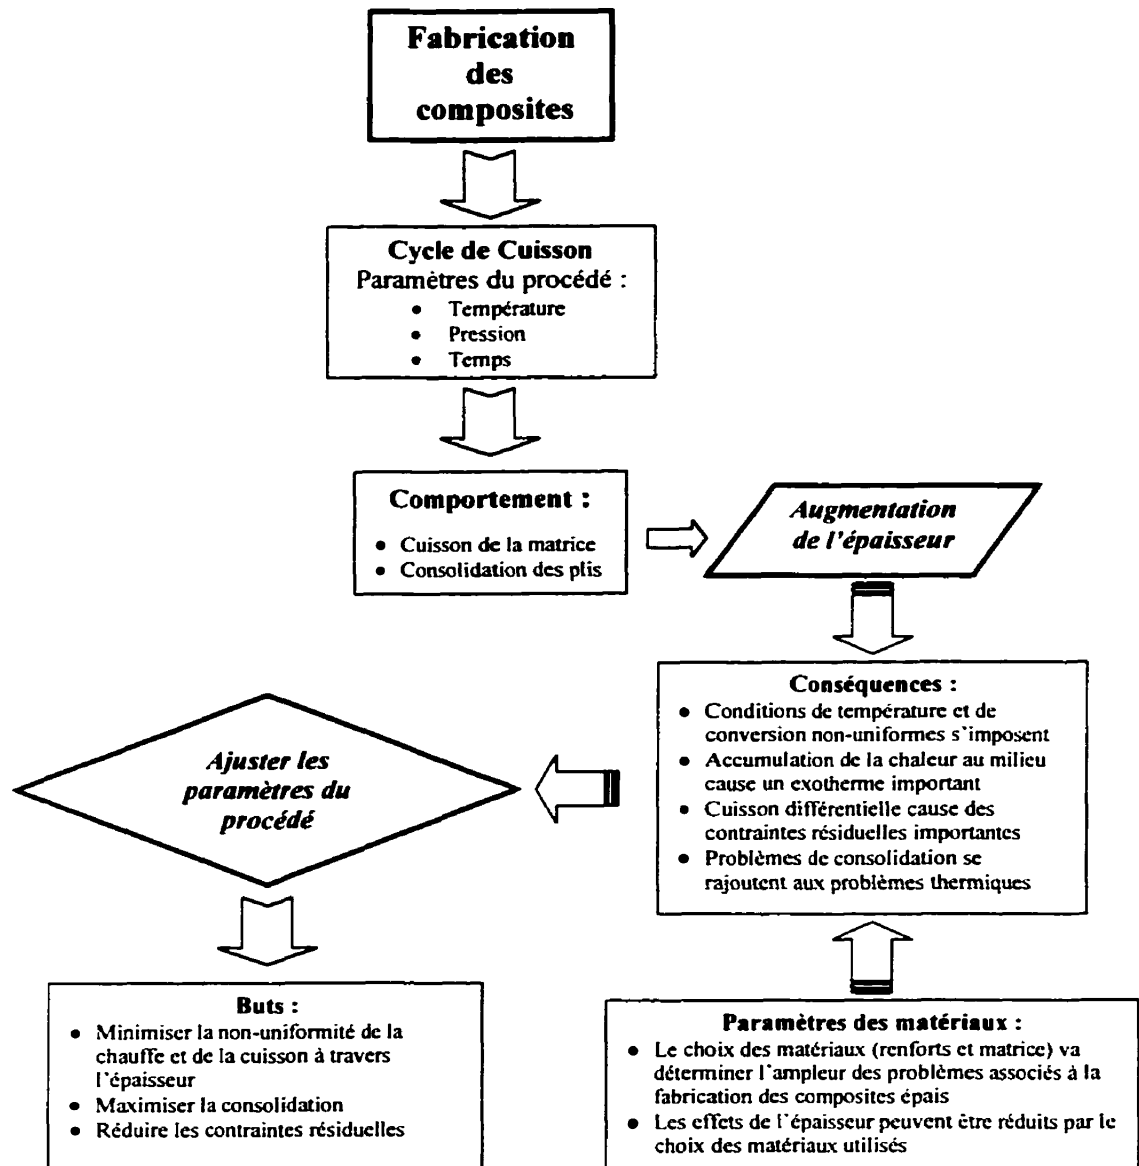 Fabrication
des
composites
Cycle de Cuisson
Paramètres du procédé :
• Température
• Pression
• Temps
Comportement :
• Cuisson de la matrice
• Consolidation des plis
Augmentation
de l'épaisseur
Conséquences :
• Conditions de température et de
conversion non-uniformes s'imposent
• Accumulation de la chaleur au milieu
cause un exotherme important
• Cuisson différentielle cause des
contraintes résiduelles importantes
• Problèmes de consolidation se
rajoutent aux problèmes thermiques
Ajuster les
paramètres du
procédé
Buts :
• Minimiser la non-uniformité de la
chauffe et de la cuisson à travers
l'épaisseur
• Maximiser la consolidation
• Réduire les contraintes résiduelles
Paramètres des matériaux :
• Le choix des matériaux (renforts et matrice) va
déterminer l'ampleur des problèmes associés à la
fabrication des composites épais
• Les effets de l'épaisseur peuvent être réduits par le
choix des matériaux utilisés